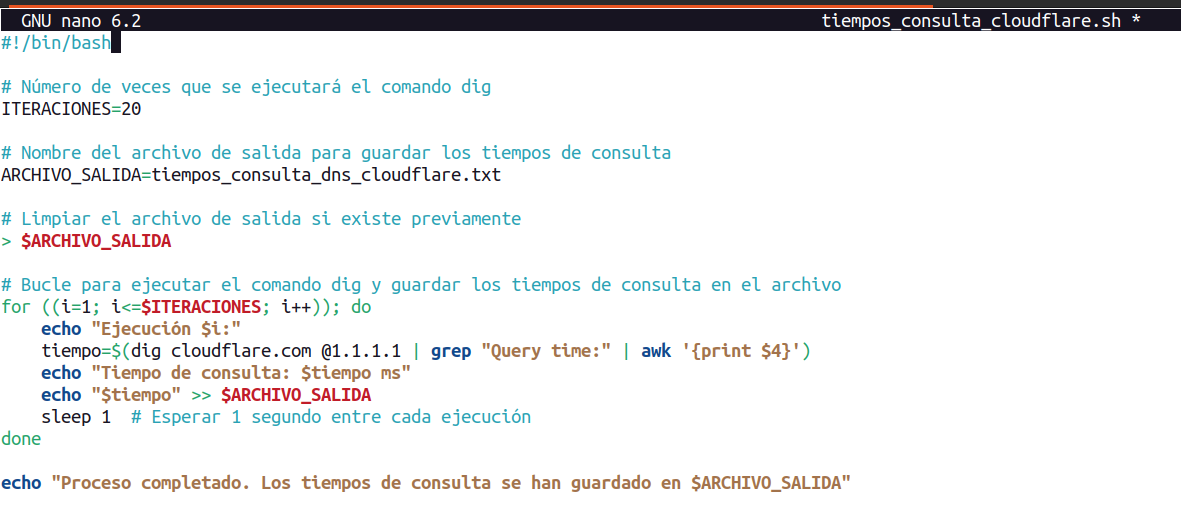 GNU nano 6.2 tiempos_consulta_cloudflare.sh *
#!/bin/bash
# Número de veces que se ejecutará el comando dig
ITERACIONES=20
# Nombre del archivo de salida para guardar los tiempos de consulta
ARCHIVO_SALIDA=tiempos_consulta_dns_cloudflare.txt
# Limpiar el archivo de salida si existe previamente
> $ARCHIVO_SALIDA
# Bucle para ejecutar el comando dig y guardar los tiempos de consulta en el archivo
for ((i=1; i<=$ITERACIONES; i++)); do
    echo "Ejecución $i:"
    tiempo=$(dig cloudflare.com @1.1.1.1 | grep "Query time:" | awk '{print $4}')
    echo "Tiempo de consulta: $tiempo ms"
    echo "$tiempo" >> $ARCHIVO_SALIDA
    sleep 1  # Esperar 1 segundo entre cada ejecución
done
echo "Proceso completado. Los tiempos de consulta se han guardado en $ARCHIVO_SALIDA"